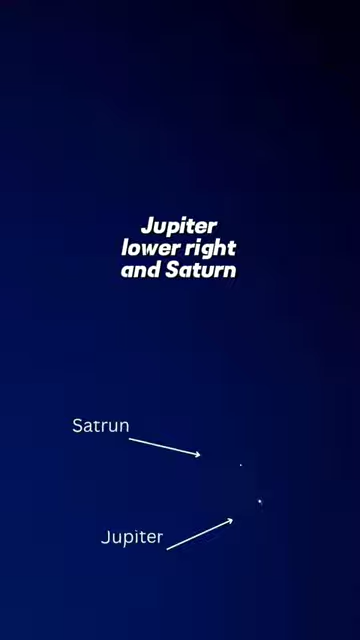 Jupiter
lower right
and Saturn
Satrun
Jupiter